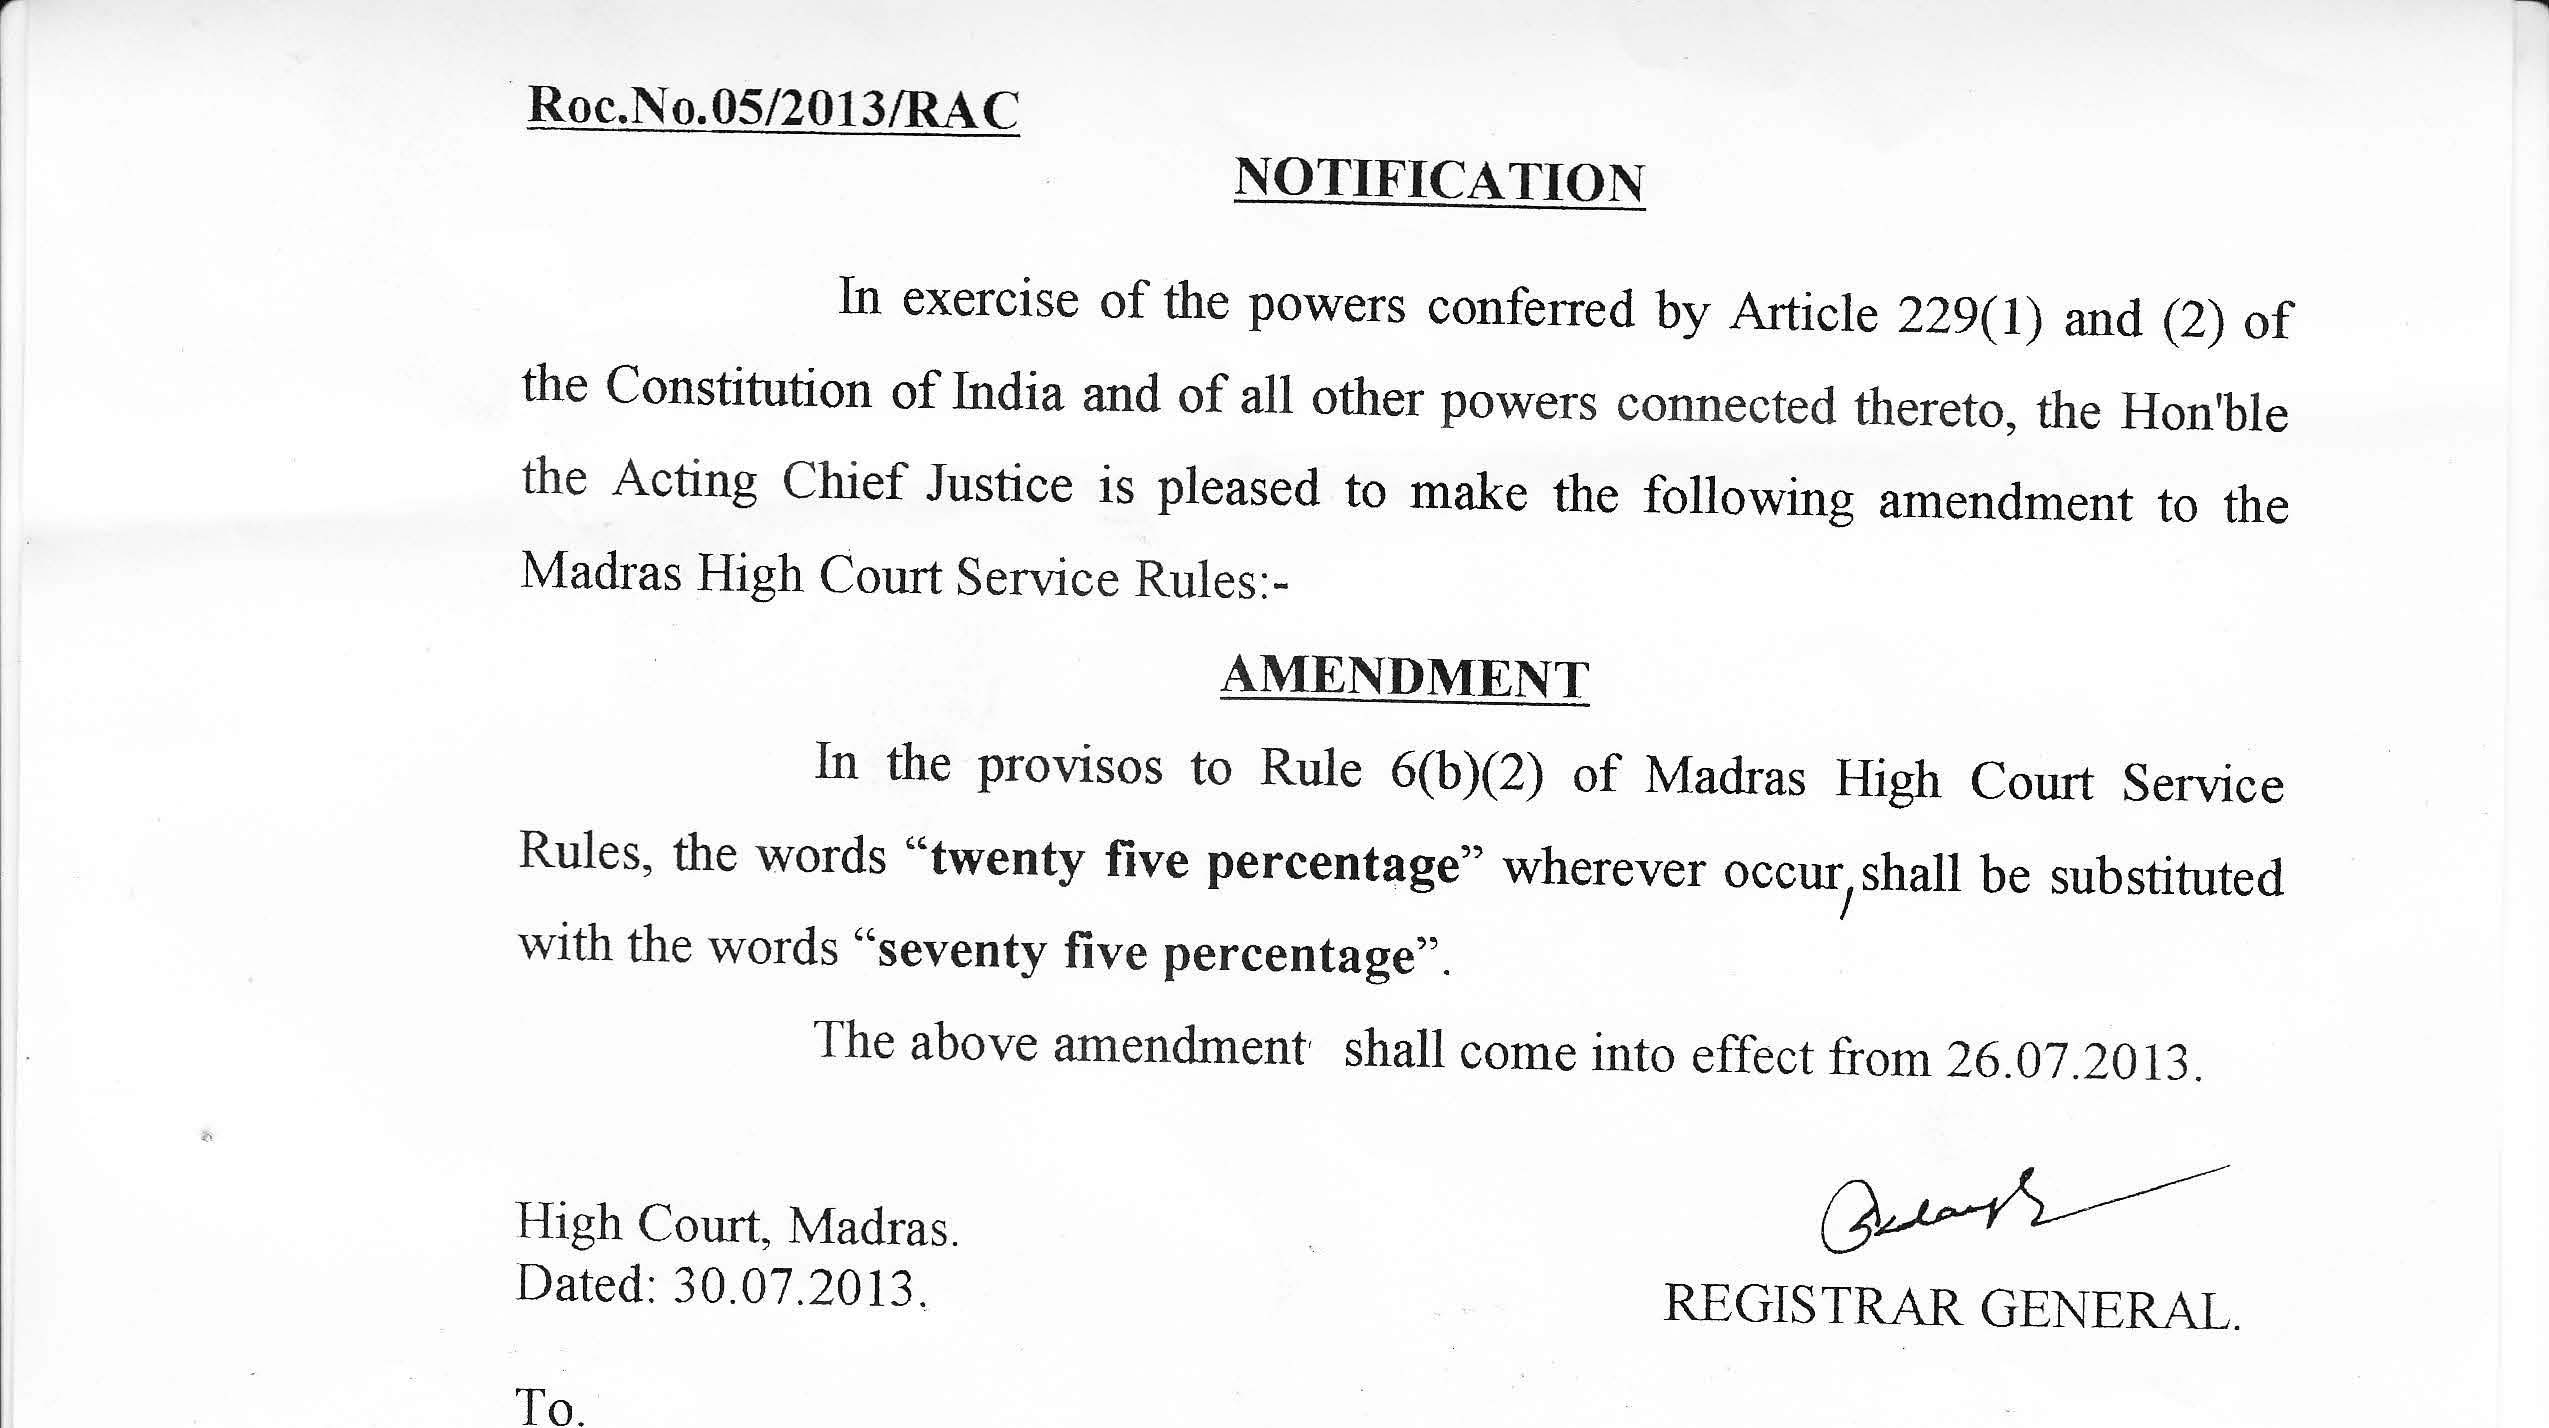 Roc.No.05/2013/RAC
NOTIFICATION
In exercise of the powers conferred by Article 229(1) and (2) of
the Constitution of India and of all other powers connected thereto, the Hon'ble
the Acting Chief Justice is pleased to make the following amendment to the
Madras High Court Service Rules:-
AMENDMENT
In the provisos to Rule 6(b)(2) of Madras High Court Service
Rules, the words “twenty five percentage” wherever occur, shall be substituted
with the words “seventy five percentage”.
The above amendment shall come into effect from 26.07.2013.
High Court, Madras.
Dated: 30.07.2013.
REGISTRAR GENERAL.
To.